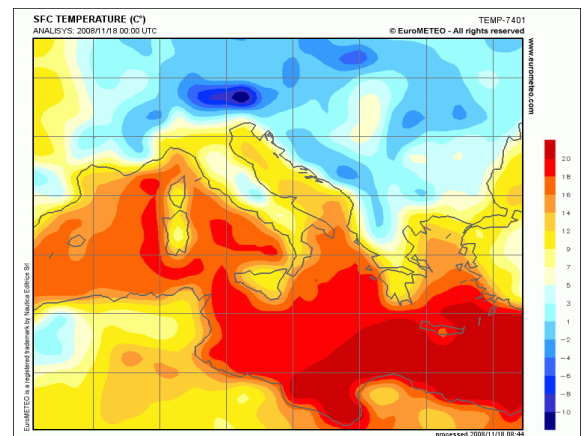 SFC TEMPERATURE (C°)
TEMP-7401
ANALISYS: 2008/11/18 00:00 UTC
© EuroMETEO - All rights reserved
www.eurometeo.com
EuroMETEO is a registered trademark by Nautica Editrice Srl
20
18
16
14
12
9
7
5
3
1
-2
-4
-6
-8
-10
processed 2008/11/18 08:44